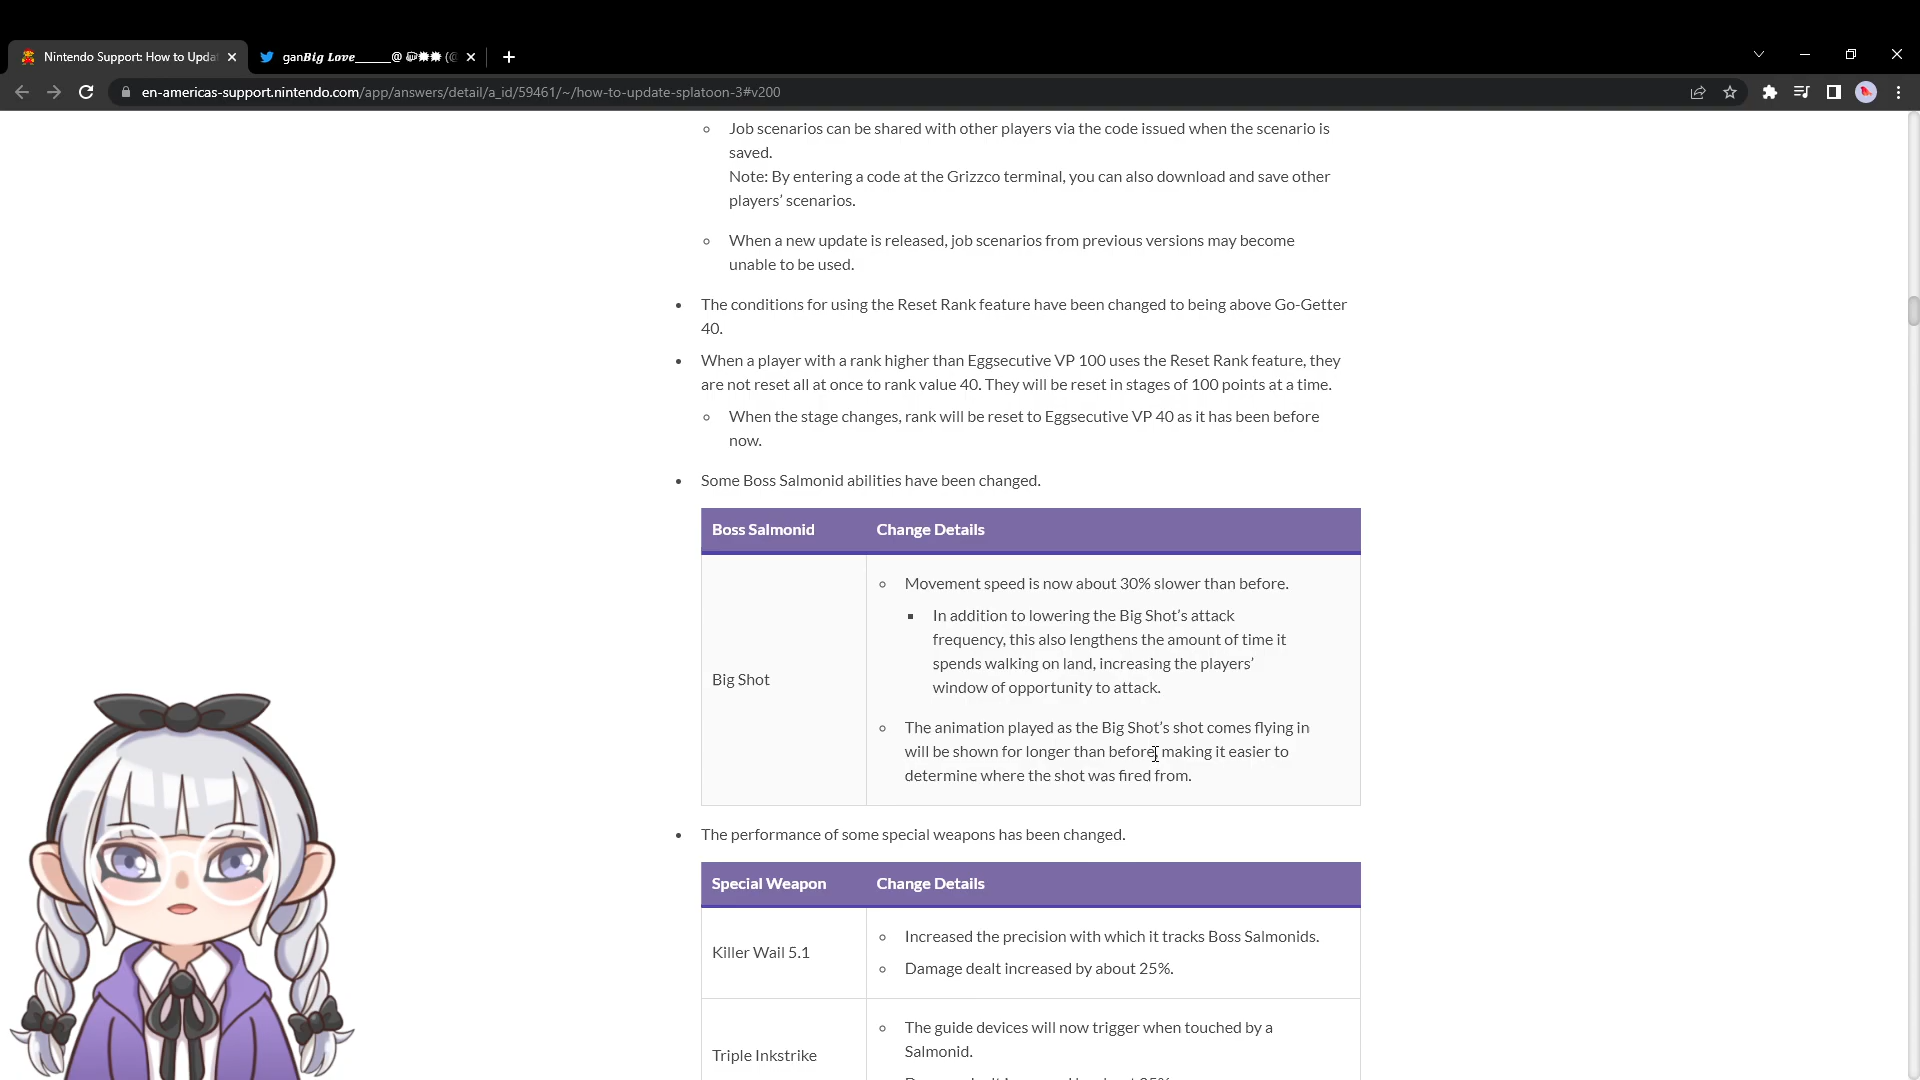 Nintendo Support: How to Upda
ganBig Love______@
en-americas-support.nintendo.com/app/answers/detail/a_id/59461/~/how-to-update-splatoon-3#v200
Job scenarios can be shared with other players via the code issued when the scenario is
saved.
Note: By entering a code at the Grizzco terminal, you can also download and save other
players’ scenarios.
When a new update is released, job scenarios from previous versions may become
unable to be used.
The conditions for using the Reset Rank feature have been changed to being above Go-Getter
40.
When a player with a rank higher than Eggsecutive VP 100 uses the Reset Rank feature, they
are not reset all at once to rank value 40. They will be reset in stages of 100 points at a time.
When the stage changes, rank will be reset to Eggsecutive VP 40 as it has been before
now.
Some Boss Salmonid abilities have been changed.
Boss Salmonid Change Details
Movement speed is now about 30% slower than before.
In addition to lowering the Big Shot’s attack
frequency, this also lengthens the amount of time it
spends walking on land, increasing the players’
Big Shot
window of opportunity to attack.
The animation played as the Big Shot’s shot comes flying in
will be shown for longer than before, making it easier to
determine where the shot was fired from.
The performance of some special weapons has been changed.
Special Weapon Change Details
Increased the precision with which it tracks Boss Salmonids.
Killer Wail 5.1
Damage dealt increased by about 25%.
The guide devices will now trigger when touched by a
Salmonid.
Triple Inkstrike